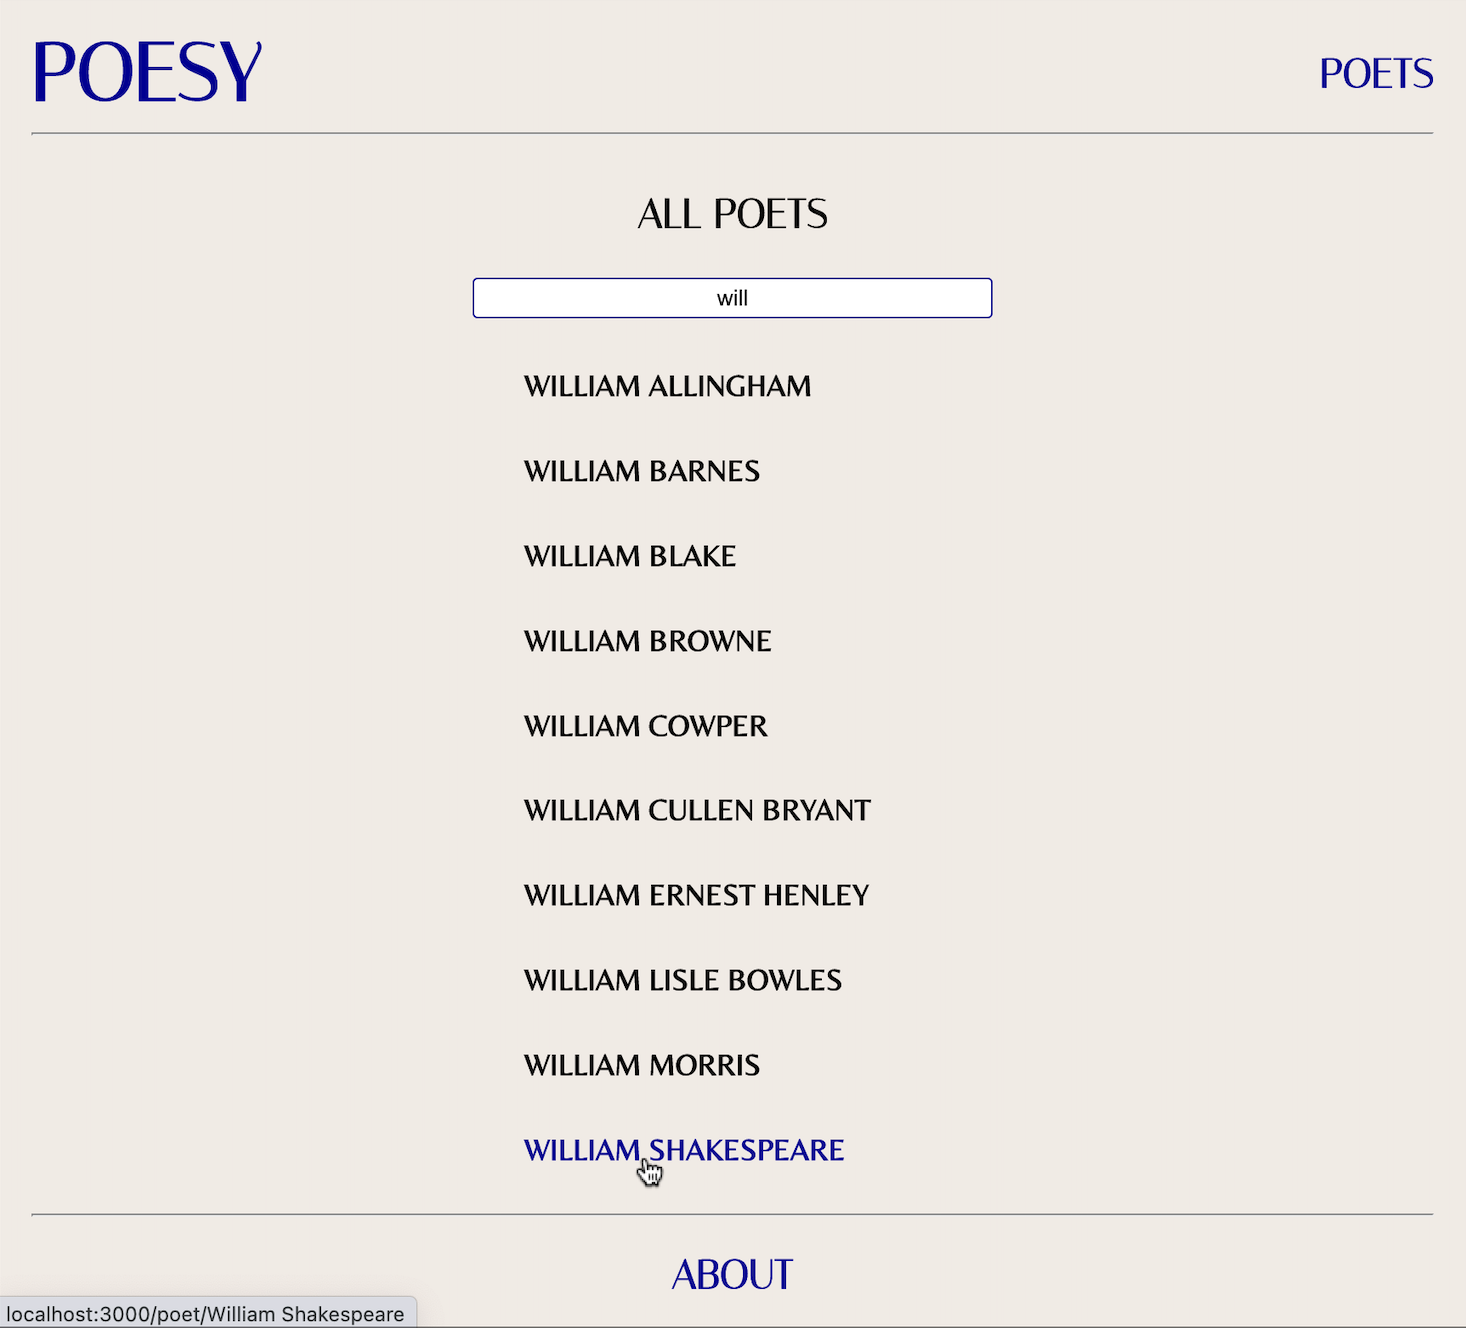 POESY
POETS
ALL POETS
will
WILLIAM ALLINGHAM
WILLIAM BARNES
WILLIAM BLAKE
WILLIAM BROWNE
WILLIAM COWPER
WILLIAM CULLEN BRYANT
WILLIAM ERNEST HENLEY
WILLIAM LISLE BOWLES
WILLIAM MORRIS
WILLIAM SHAKESPEARE
ABOUT
localhost:3000/poet/William Shakespeare